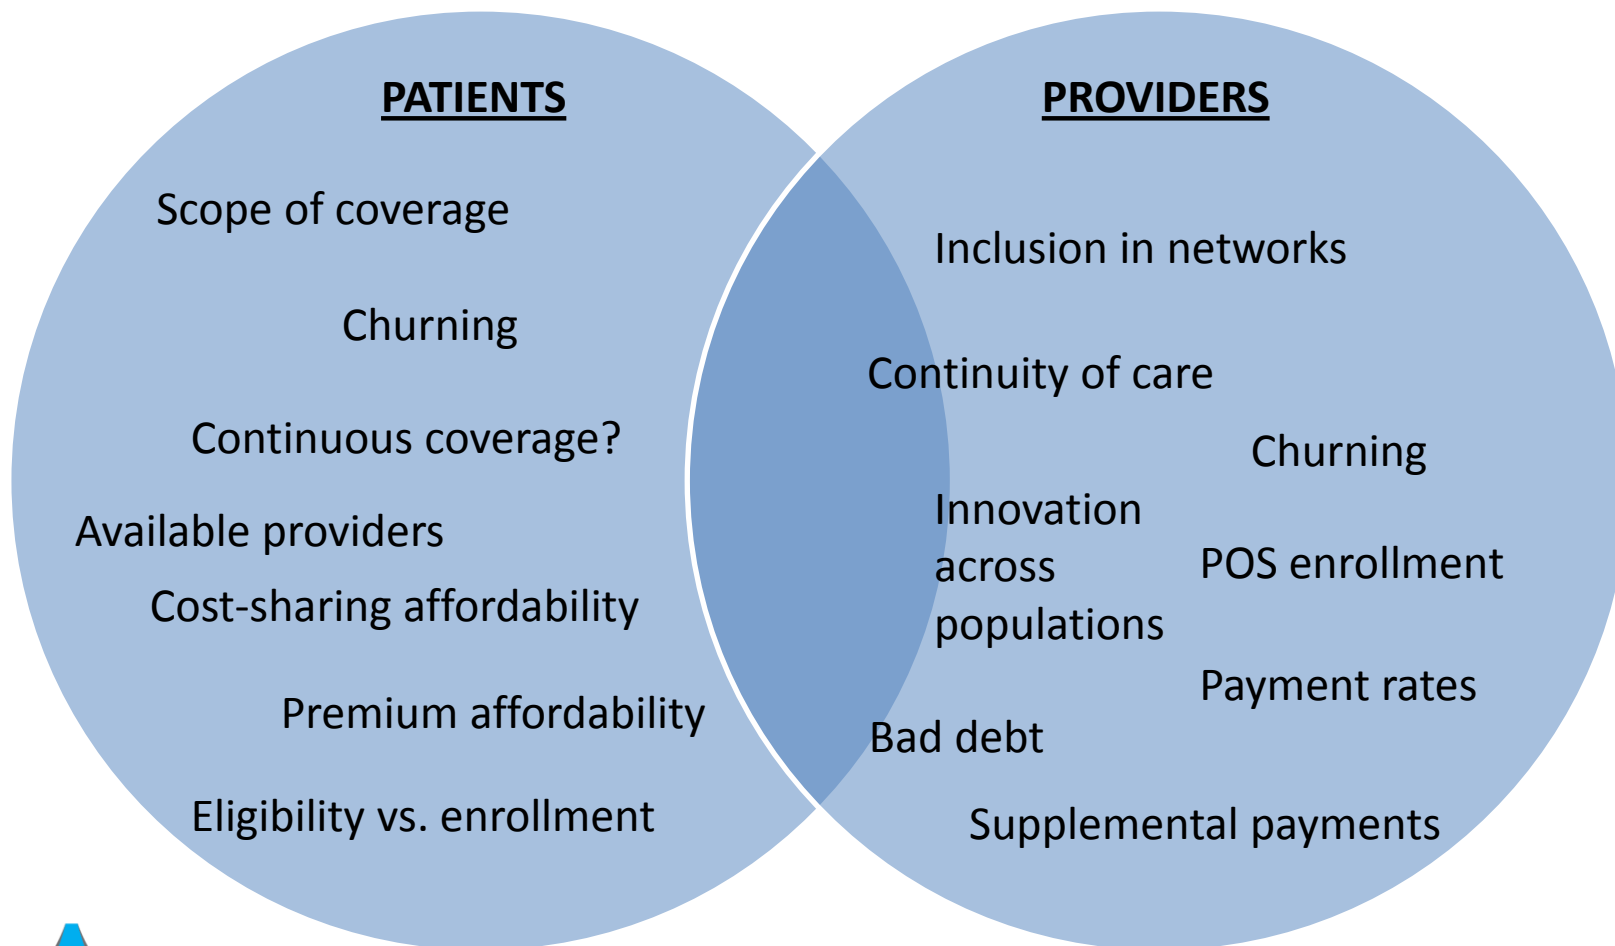 PATIENTS
Scope of coverage
Churning
Continuous coverage?
Available providers
Cost-sharing affordability
Premium affordability
Eligibility vs. enrollment
PROVIDERS
Inclusion in networks
Continuity of care
Churning
Innovation
across
populations
POS enrollment
Payment rates
Bad debt
Supplemental payments